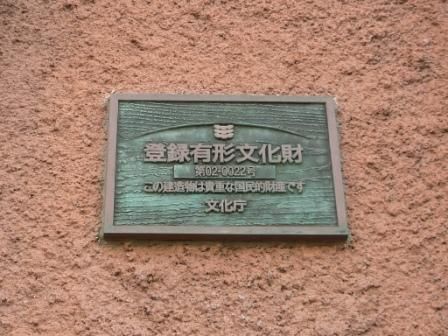 登録有形文化財
第02-0022号
この建造物は貴重な国民的財産です
文化庁